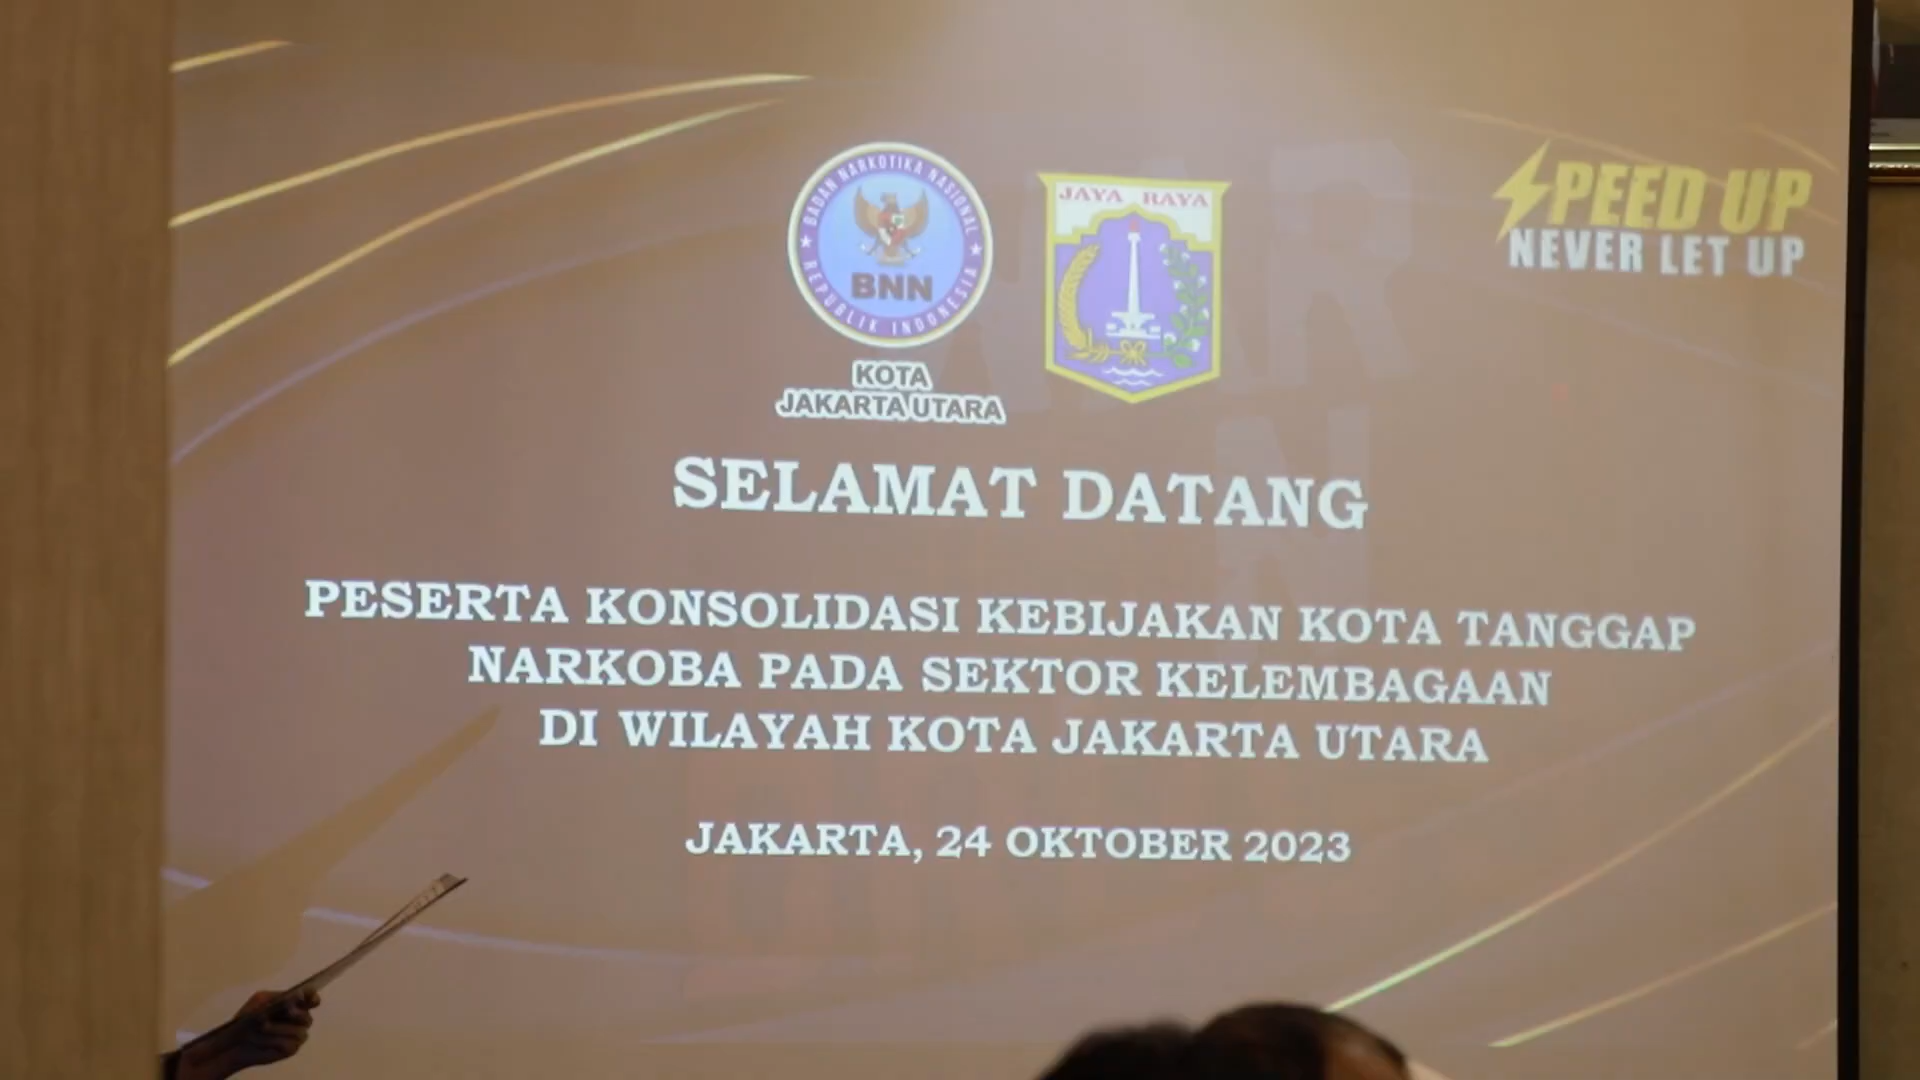 BADAN NARKOTIKA NASIONAL
BNN
REPUBLIK INDONESIA
KOTA
JAKARTA UTARA
JAYA RAYA
SPEED UP
NEVER LET UP
SELAMAT DATANG
PESERTA KONSOLIDASI KEBIJAKAN KOTA TANGGAP
NARKOBA PADA SEKTOR KELEMBAGAAN
DI WILAYAH KOTA JAKARTA UTARA
JAKARTA, 24 OKTOBER 2023